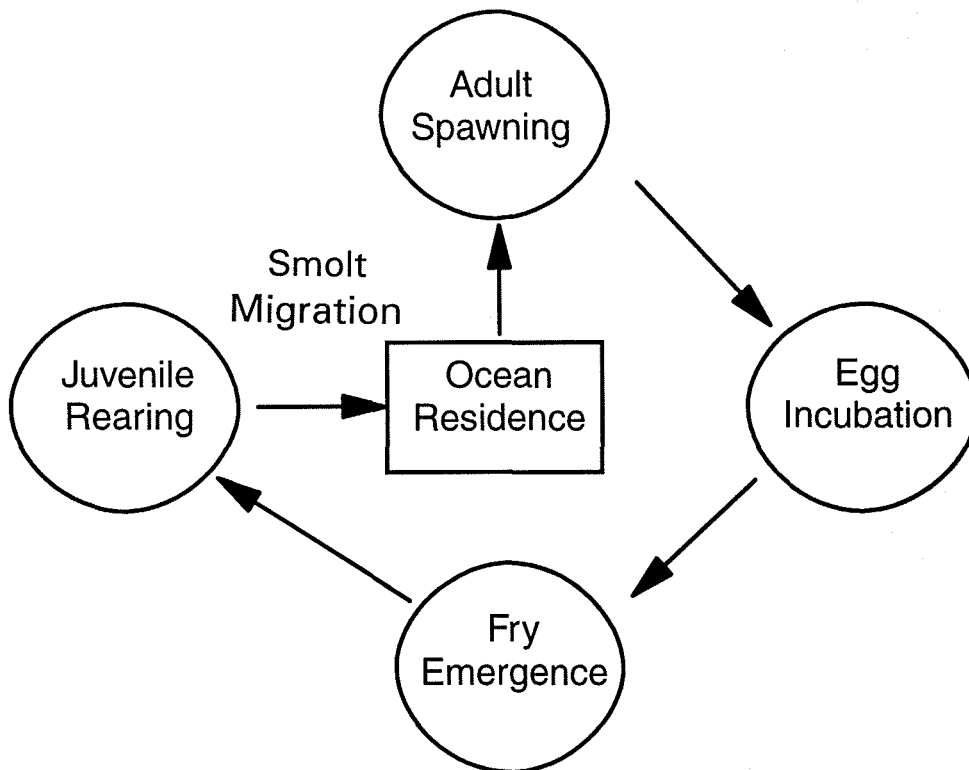 Adult
Spawning
Smolt
Migration
Juvenile
Rearing
Ocean
Residence
Egg
Incubation
Fry
Emergence